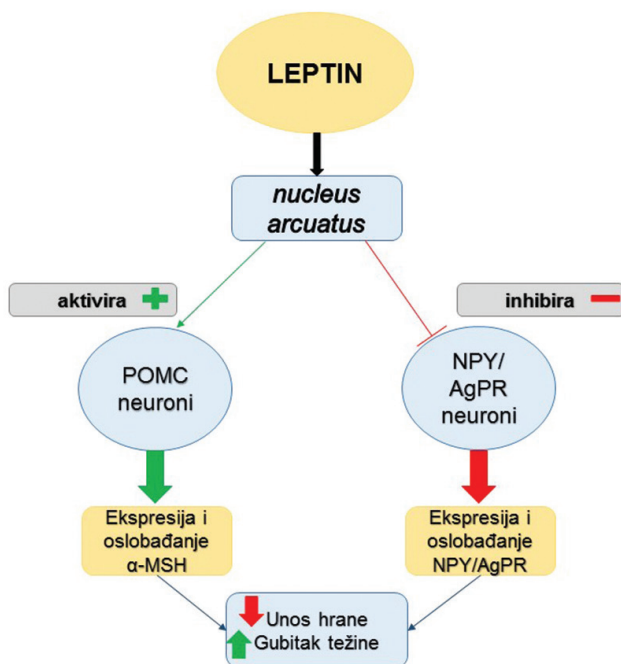 LEPTIN
nucleus
arcuatus
aktivira
inhibira
POMC
neuroni
NPY/
AgPR
neuroni
Ekspresija i
oslobađanje
α-MSH
Ekspresija i
oslobađanje
NPY/AgPR
Unos hrane
Gubitak težine